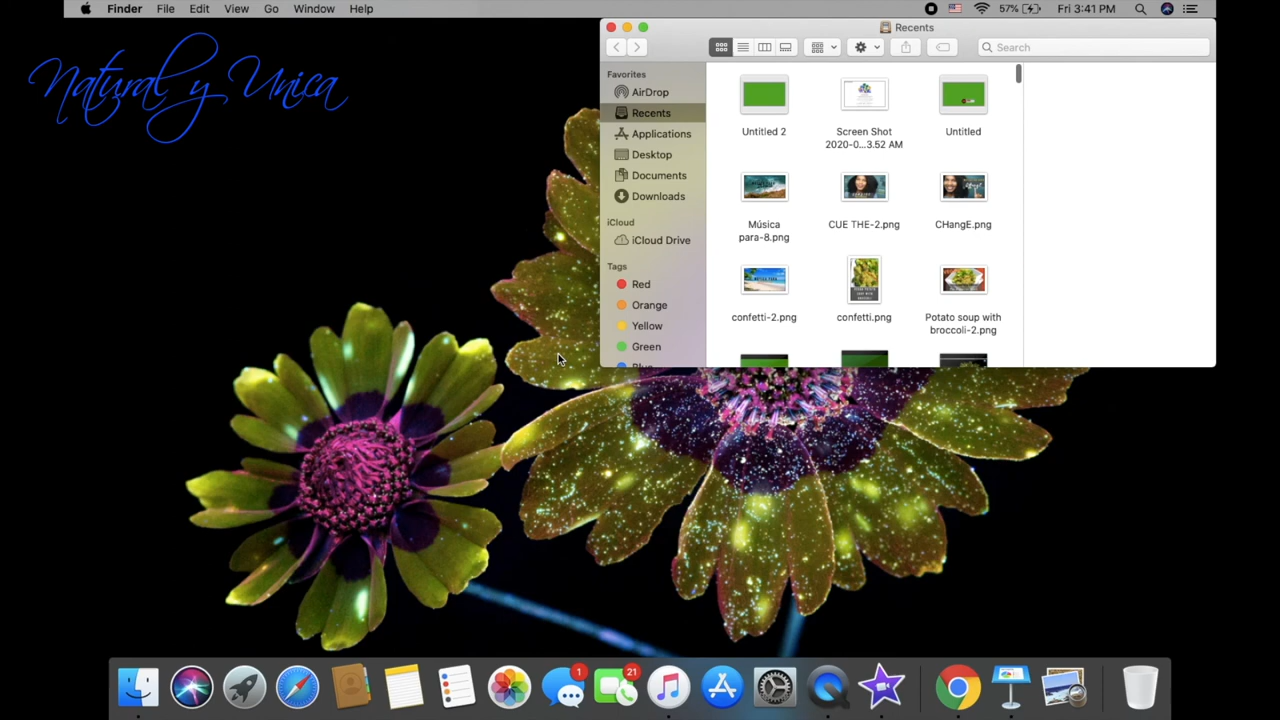 Finder File Edit View Go Window Help 57% Fri 3:41 PM
Natural y Unica
Recents
Search
Favorites
AirDrop
Recents
Applications
Desktop
Documents
Downloads
iCloud
iCloud Drive
Tags
Red
Orange
Yellow
Green
Blue
Untitled 2
Screen Shot
2020-0...3.52 AM
Untitled
Música
para-8.png
CUE THE-2.png
CHangE.png
confetti-2.png
confetti.png
Potato soup with
broccoli-2.png
1
21